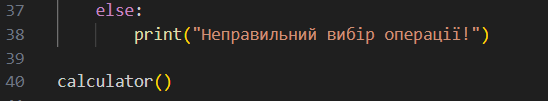 37 else:
38 print("Неправильний вибір операції!")
39
40 calculator()